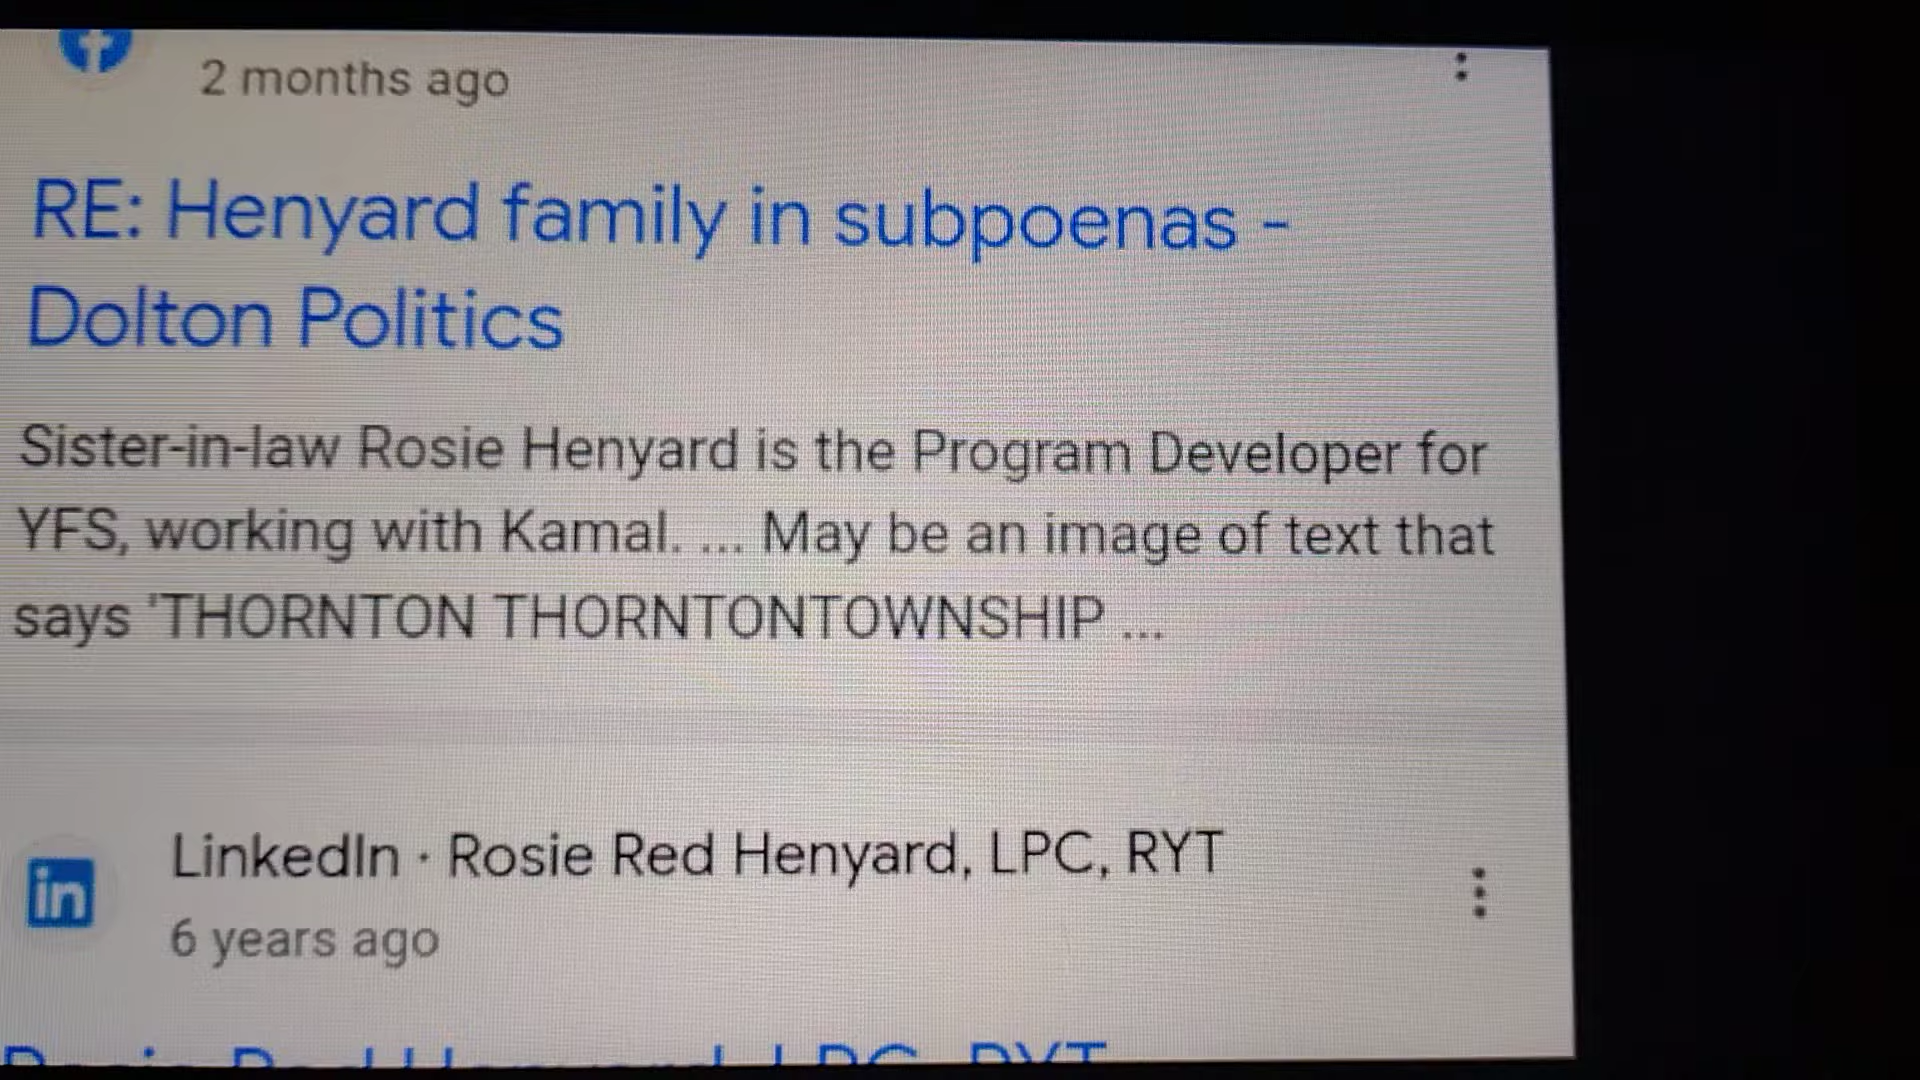 2 months ago
RE: Henyard family in subpoenas -
Dolton Politics
Sister-in-law Rosie Henyard is the Program Developer for
YFS, working with Kamal. ... May be an image of text that
says 'THORNTON THORNTONTOWNSHIP ...
in
LinkedIn · Rosie Red Henyard, LPC, RYT
6 years ago